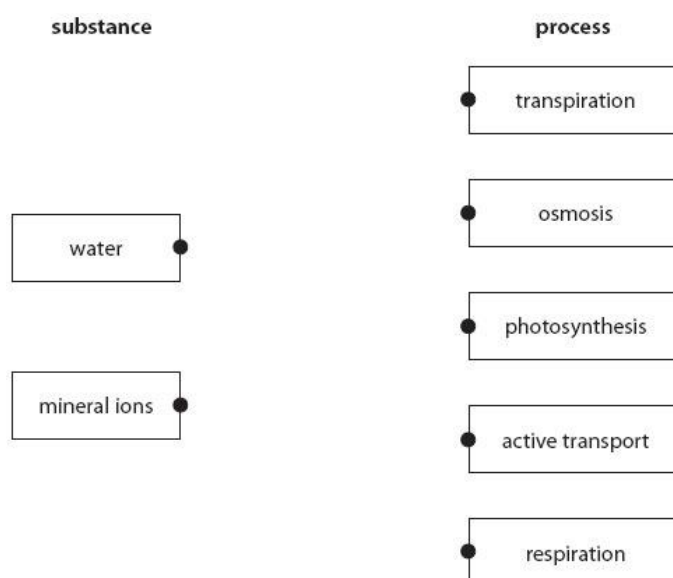 substance process
transpiration
osmosis
water
photosynthesis
mineral ions
active transport
respiration